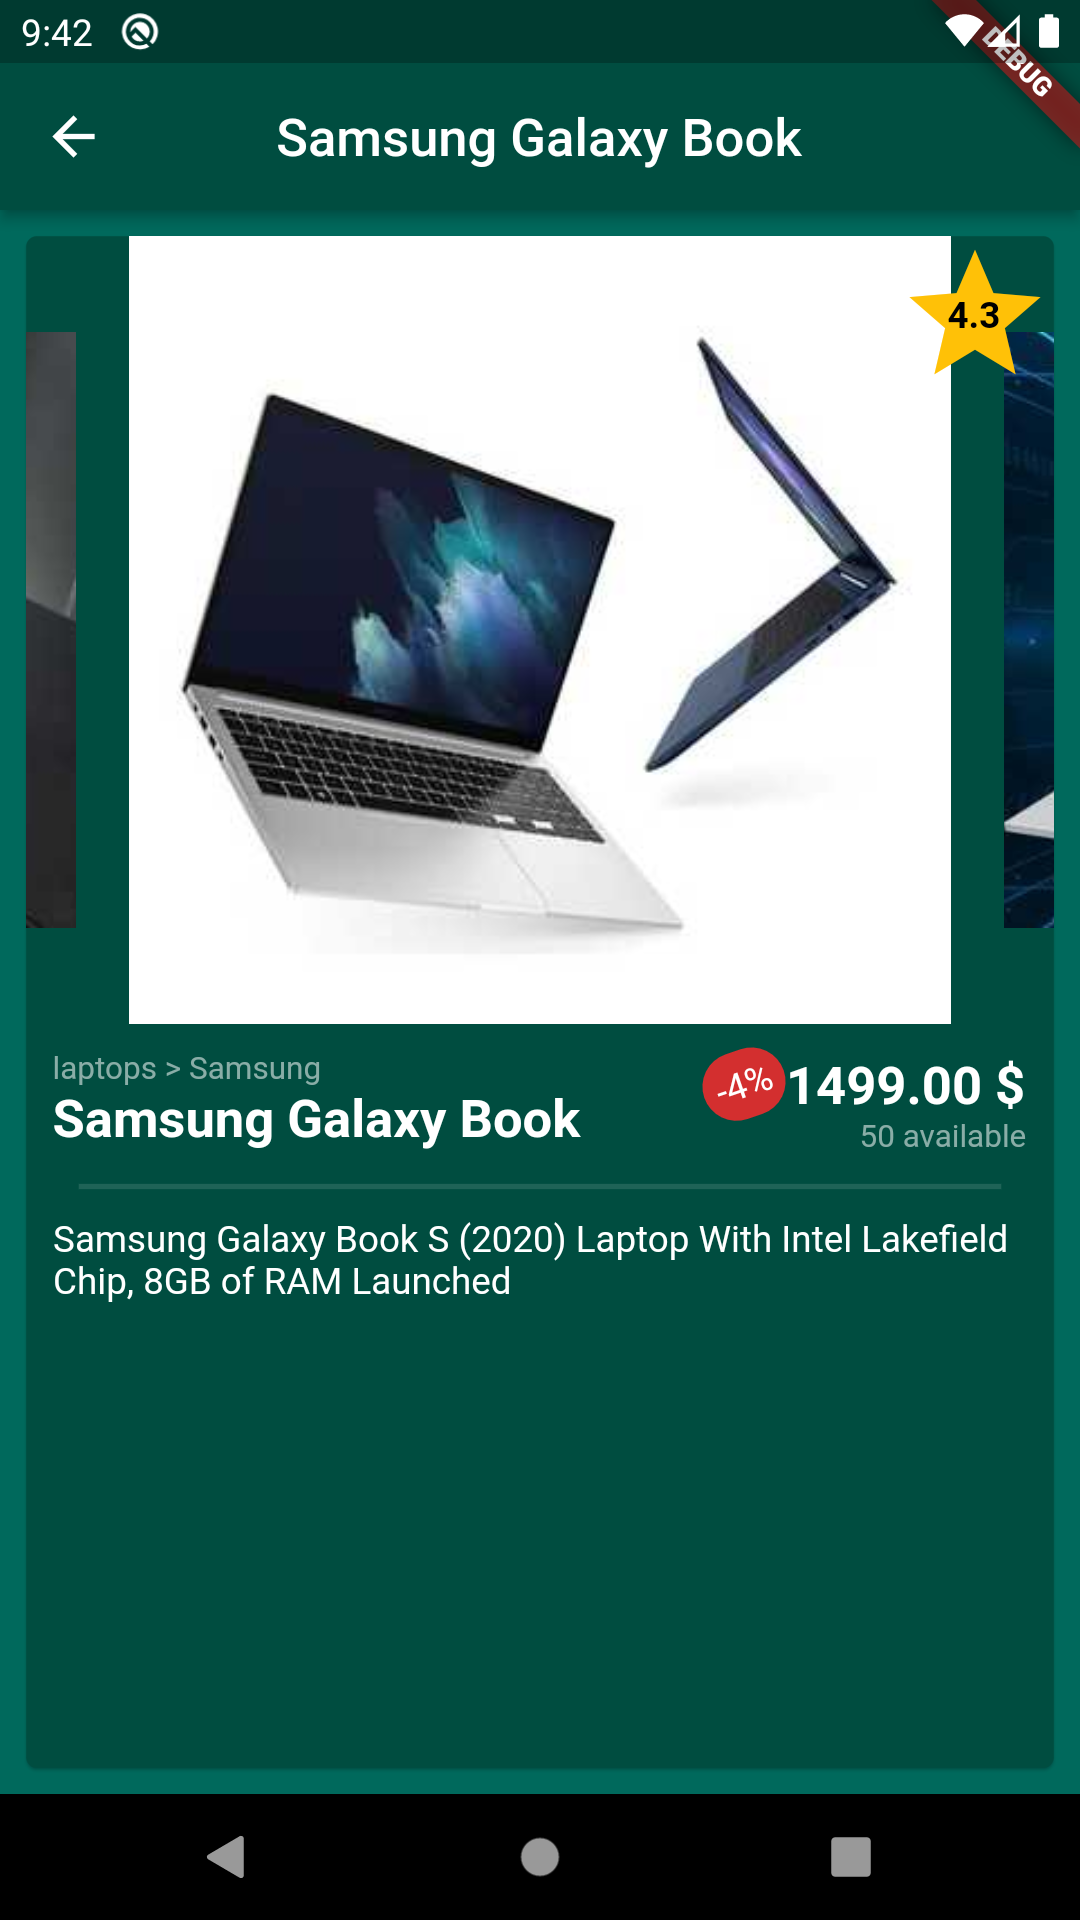 9:42
DEBUG
Samsung Galaxy Book
4.3
laptops > Samsung
Samsung Galaxy Book
-4%
1499.00 $
50 available
Samsung Galaxy Book S (2020) Laptop With Intel Lakefield
Chip, 8GB of RAM Launched